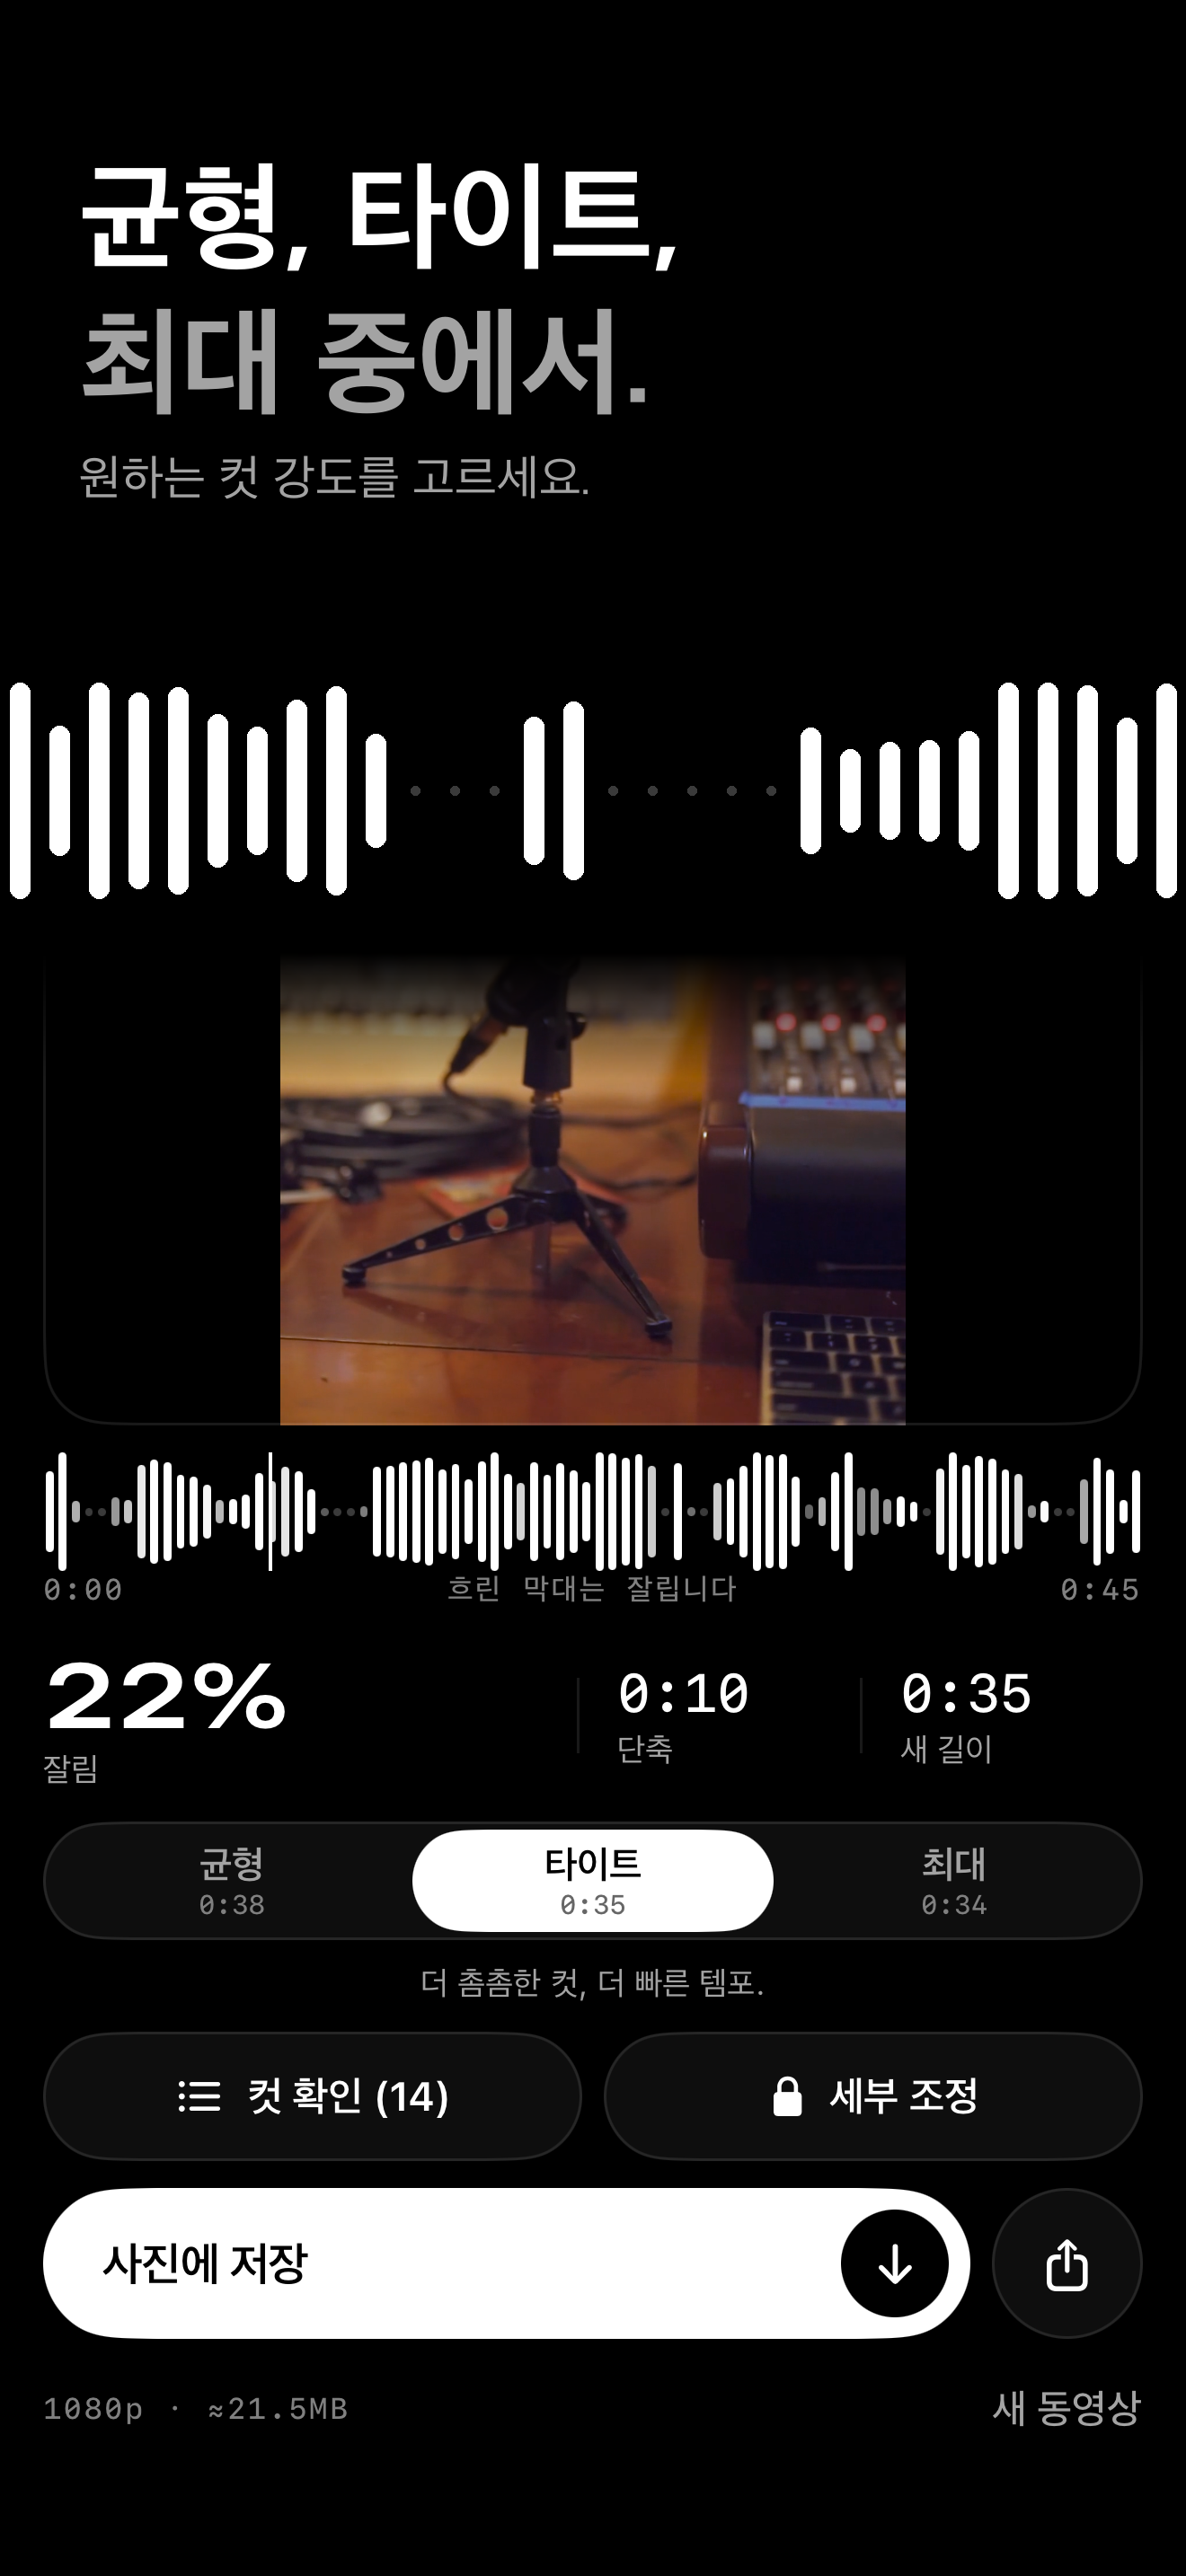 균형, 타이트,
최대 중에서.
원하는 컷 강도를 고르세요.
0:00 흐린 막대는 잘립니다 0:45
22% 0:10 0:35
잘림 단축 새 길이
균형 타이트 최대
0:38 0:35 0:34
더 촘촘한 컷, 더 빠른 템포.
컷 확인 (14) 세부 조정
사진에 저장
1080p · ≈21.5MB 새 동영상